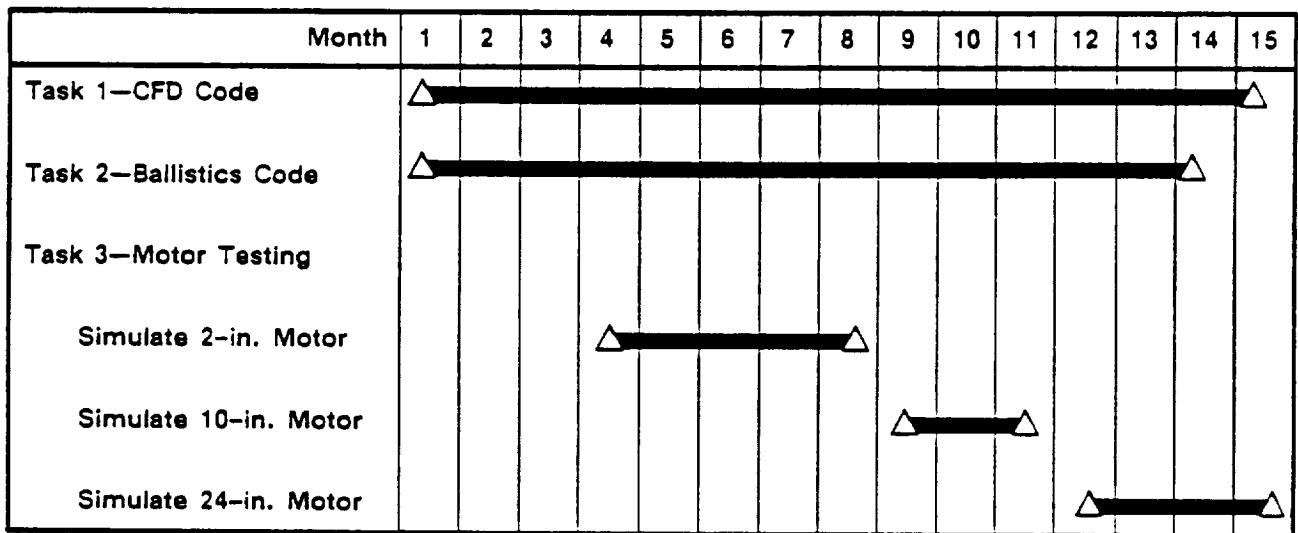 Month 1 2 3 4 5 6 7 8 9 10 11 12 13 14 15
Task 1—CFD Code
Task 2—Ballistics Code
Task 3—Motor Testing
Simulate 2-in. Motor
Simulate 10-in. Motor
Simulate 24-in. Motor